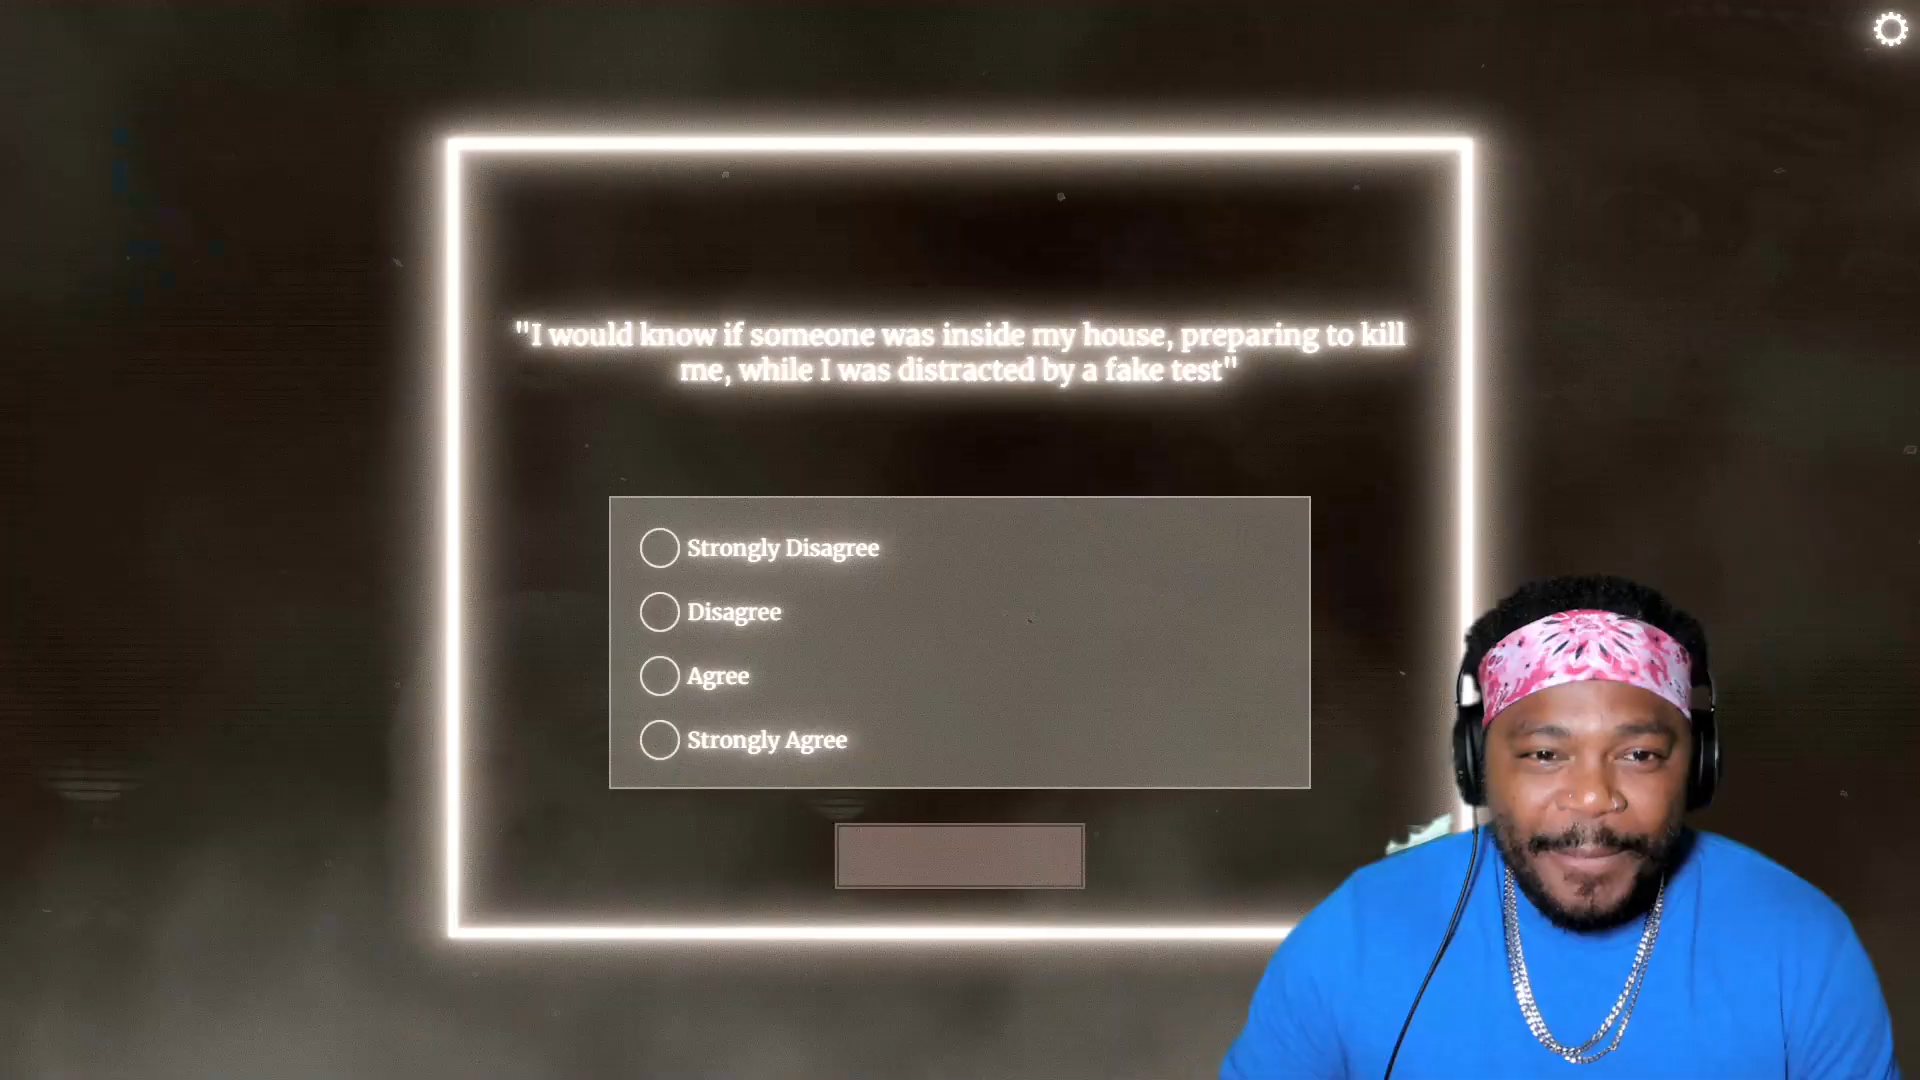 "I would know if someone was inside my house, preparing to kill
me, while I was distracted by a fake test"
Strongly Disagree
Disagree
Agree
Strongly Agree